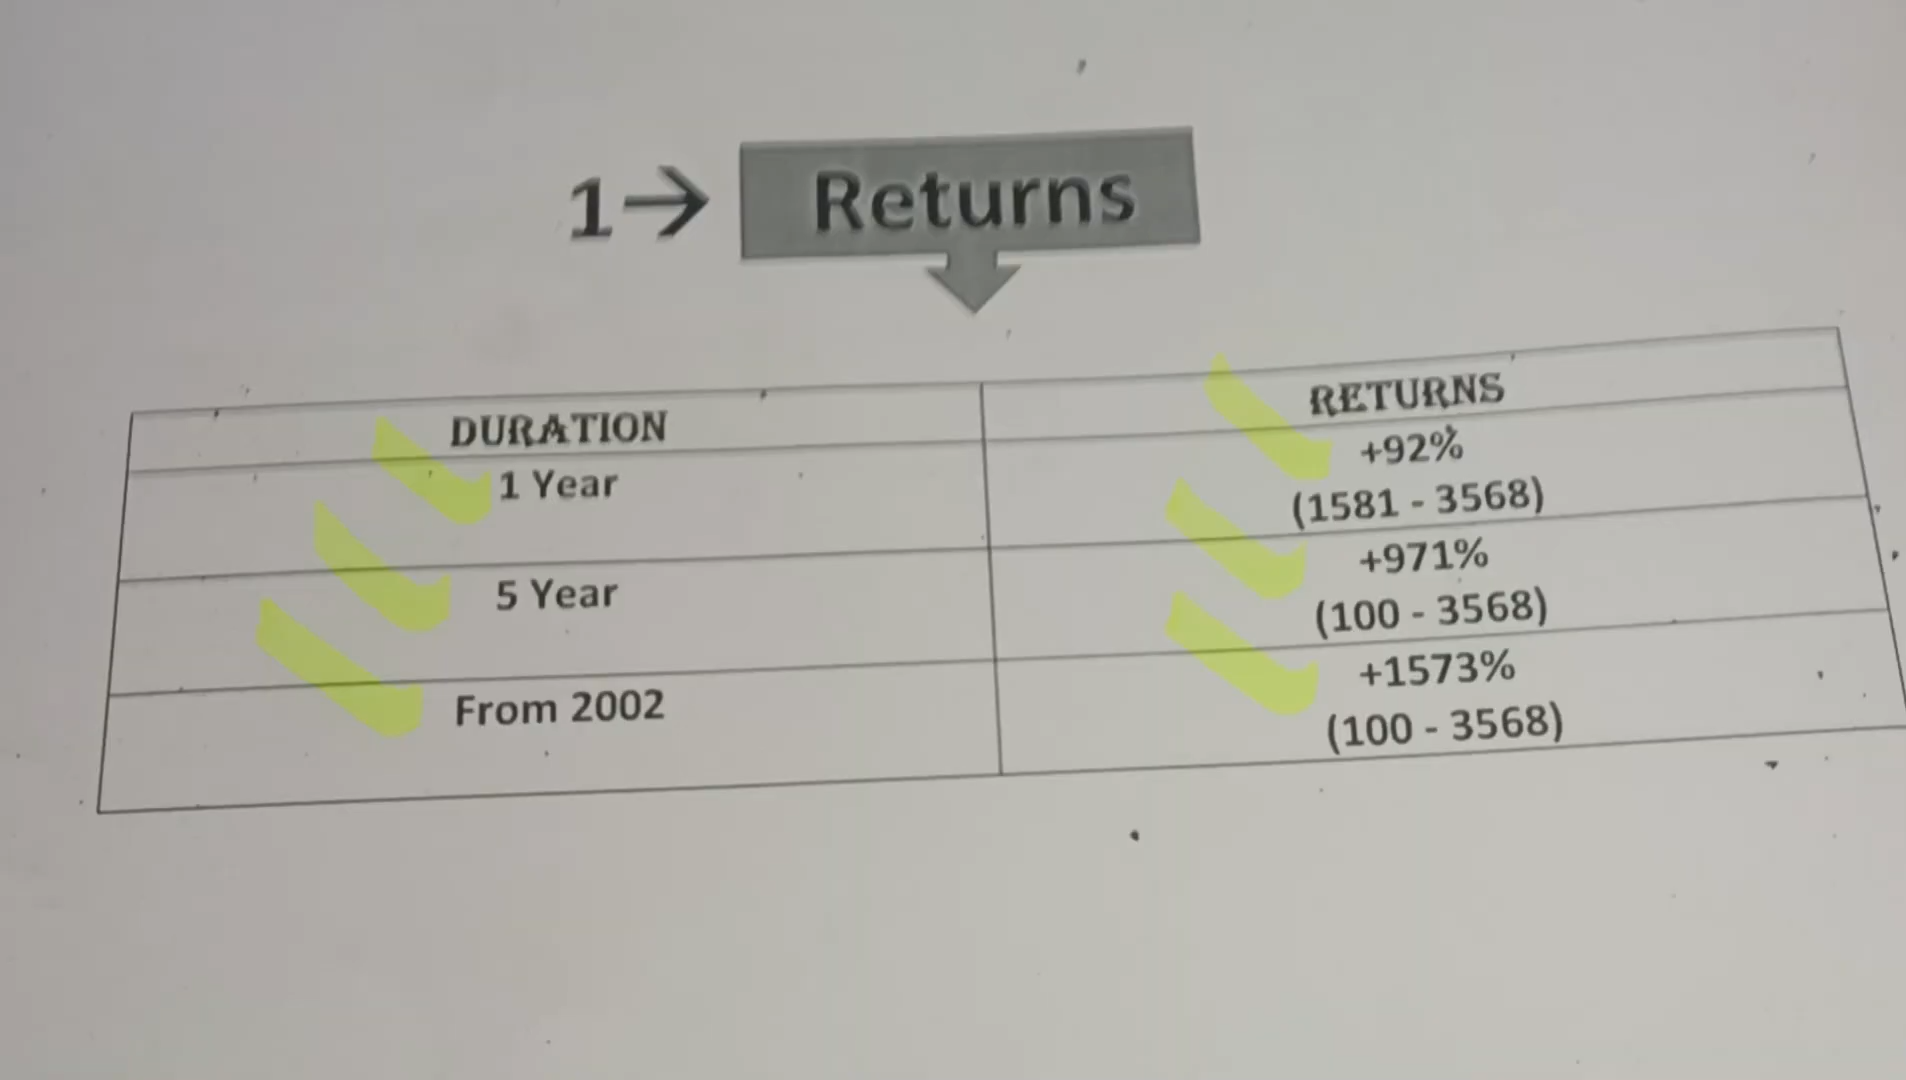 1→ Returns
DURATION
RETURNS
1 Year
+92%
(1581 - 3568)
5 Year
+971%
(100 - 3568)
From 2002
+1573%
(100 - 3568)